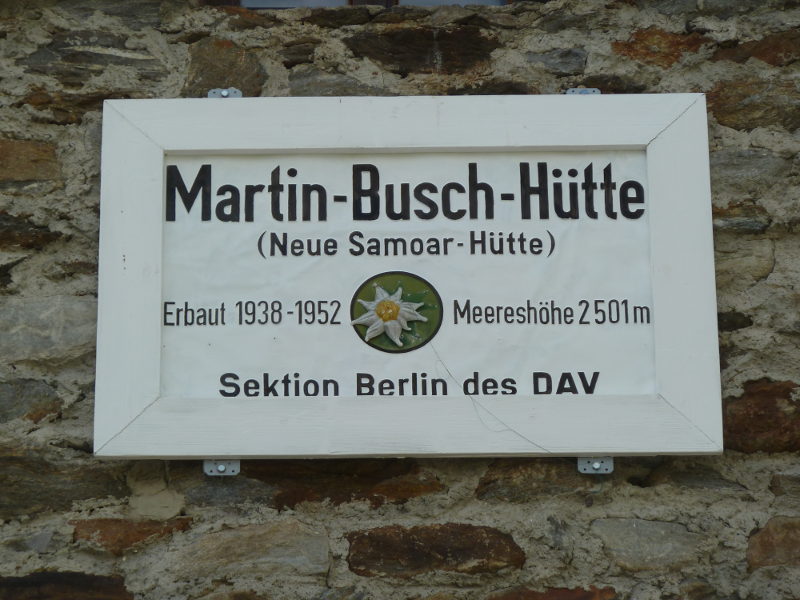 Martin-Busch-Hütte
(Neue Samoar-Hütte)
Erbaut 1938-1952 Meereshöhe 2501m
Sektion Berlin des DAV